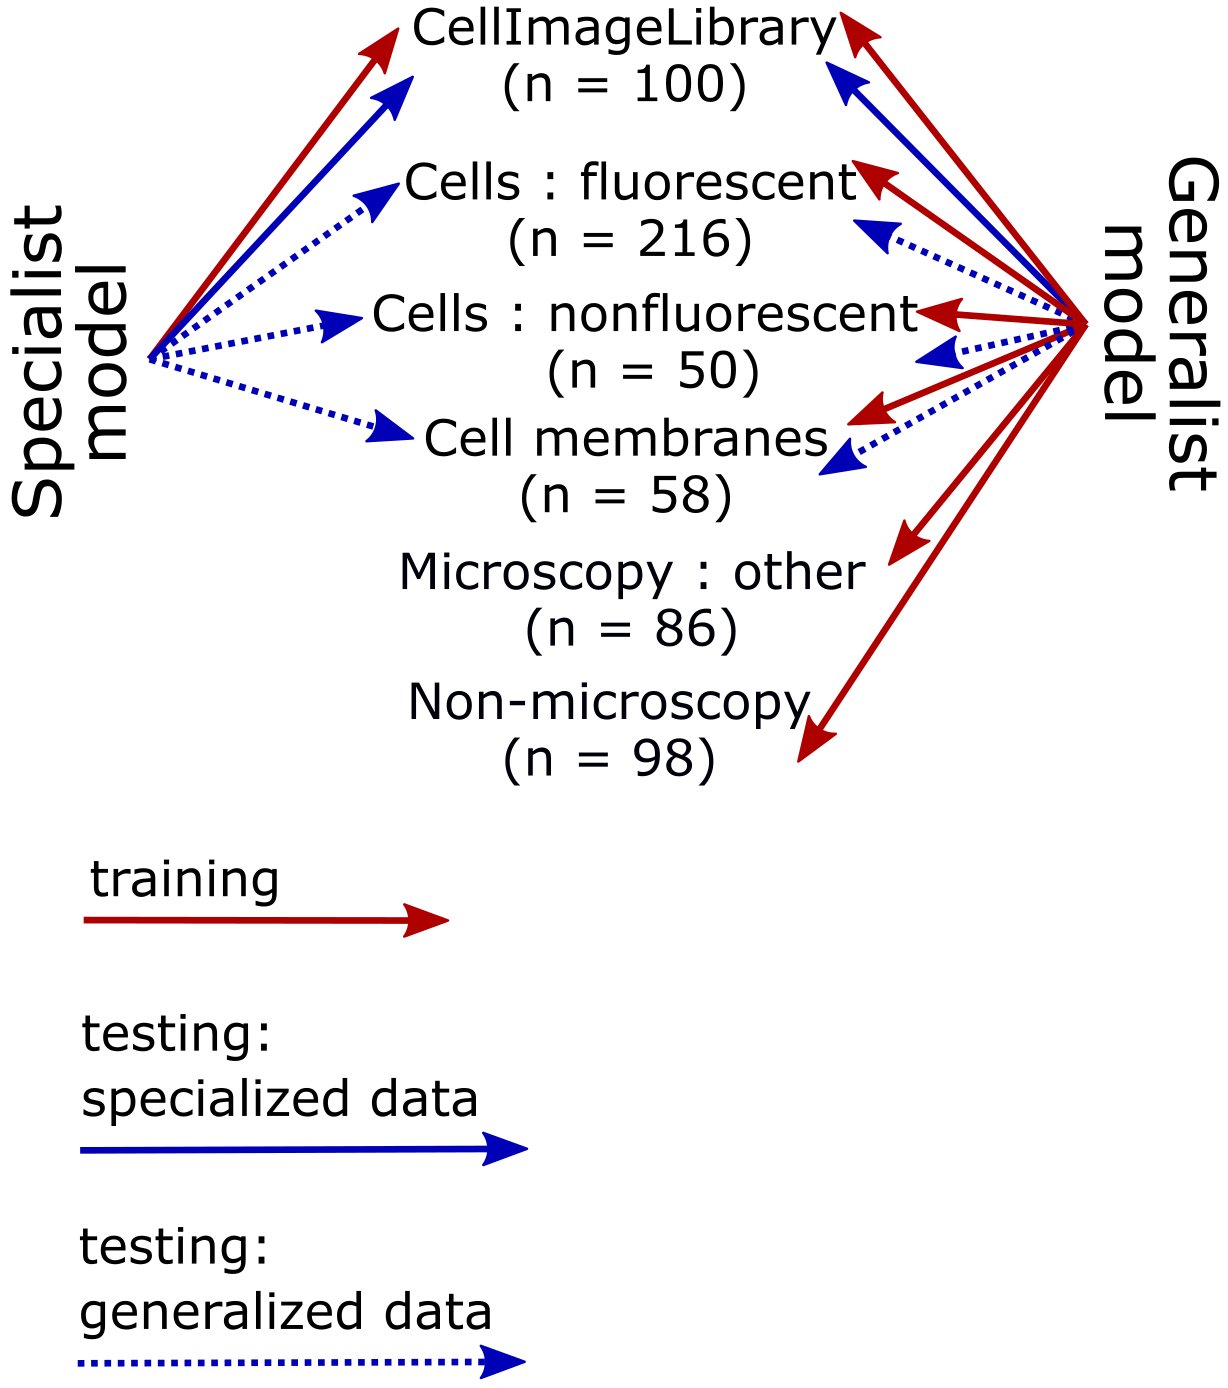 Specialist
model
CellImageLibrary
(n = 100)
Cells : fluorescent
(n = 216)
Cells : nonfluorescent
(n = 50)
Cell membranes
(n = 58)
Microscopy : other
(n = 86)
Non-microscopy
(n = 98)
Generalist
model
training
testing:
specialized data
testing:
generalized data